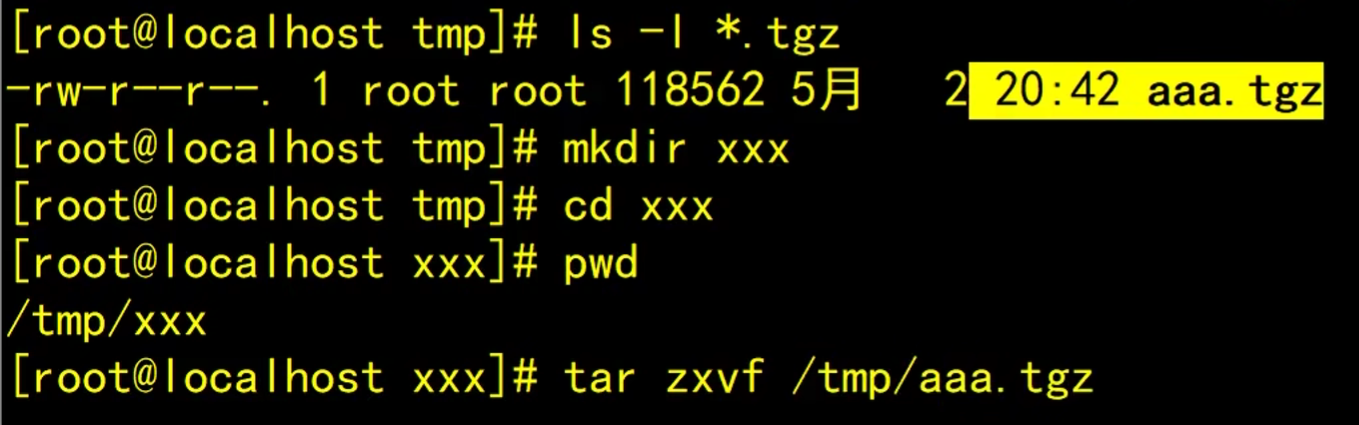 [root@localhost tmp]# ls -l *.tgz
-rw-r--r--. 1 root root 118562 5月   2 20:42 aaa.tgz
[root@localhost tmp]# mkdir xxx
[root@localhost tmp]# cd xxx
[root@localhost xxx]# pwd
/tmp/xxx
[root@localhost xxx]# tar zxvf /tmp/aaa.tgz